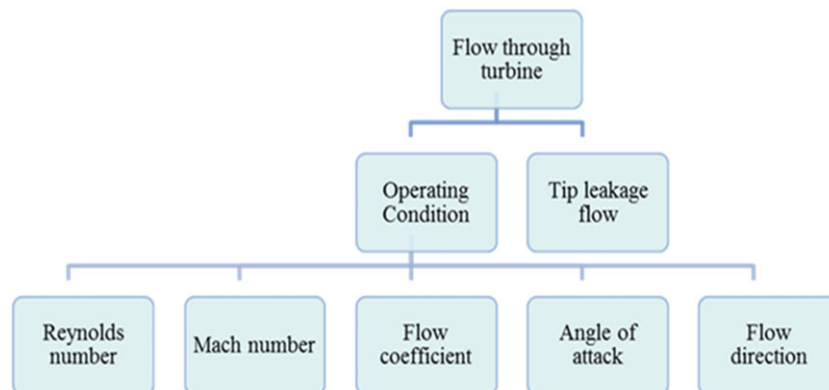 Flow through
turbine
Operating
Condition
Tip leakage
flow
Reynolds
number
Mach number
Flow
coefficient
Angle of
attack
Flow
direction